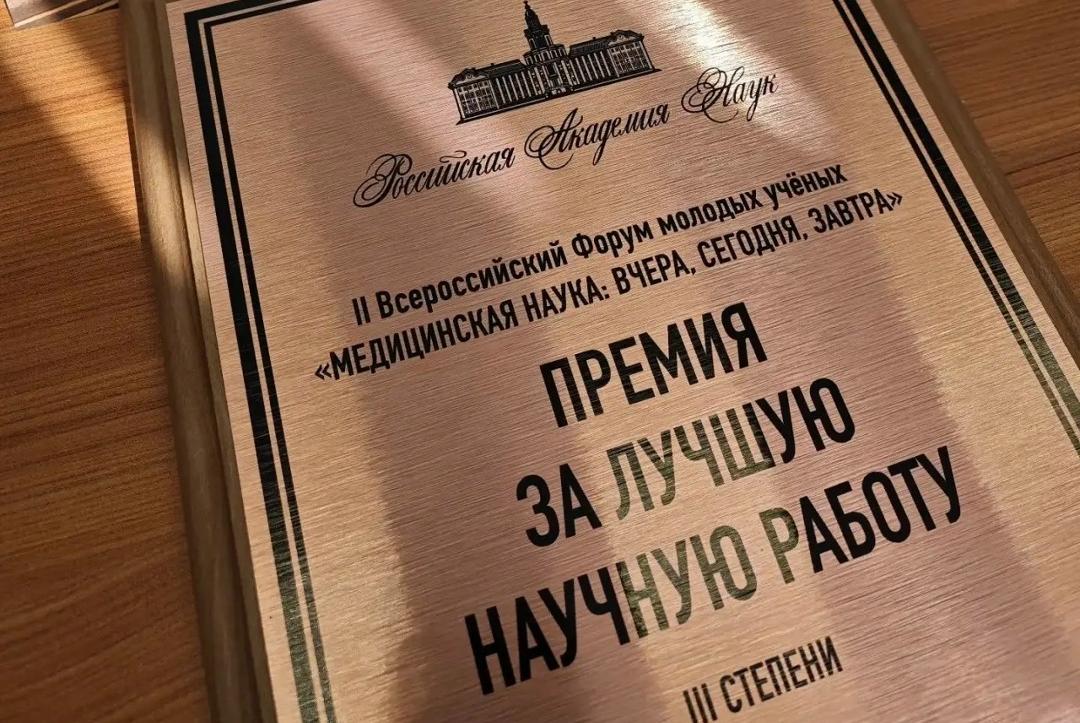 Российская Академия Наук
II Всероссийский Форум молодых учёных
«МЕДИЦИНСКАЯ НАУКА: ВЧЕРА, СЕГОДНЯ, ЗАВТРА»
ПРЕМИЯ
ЗА ЛУЧШУЮ
НАУЧНУЮ РАБОТУ
III СТЕПЕНИ